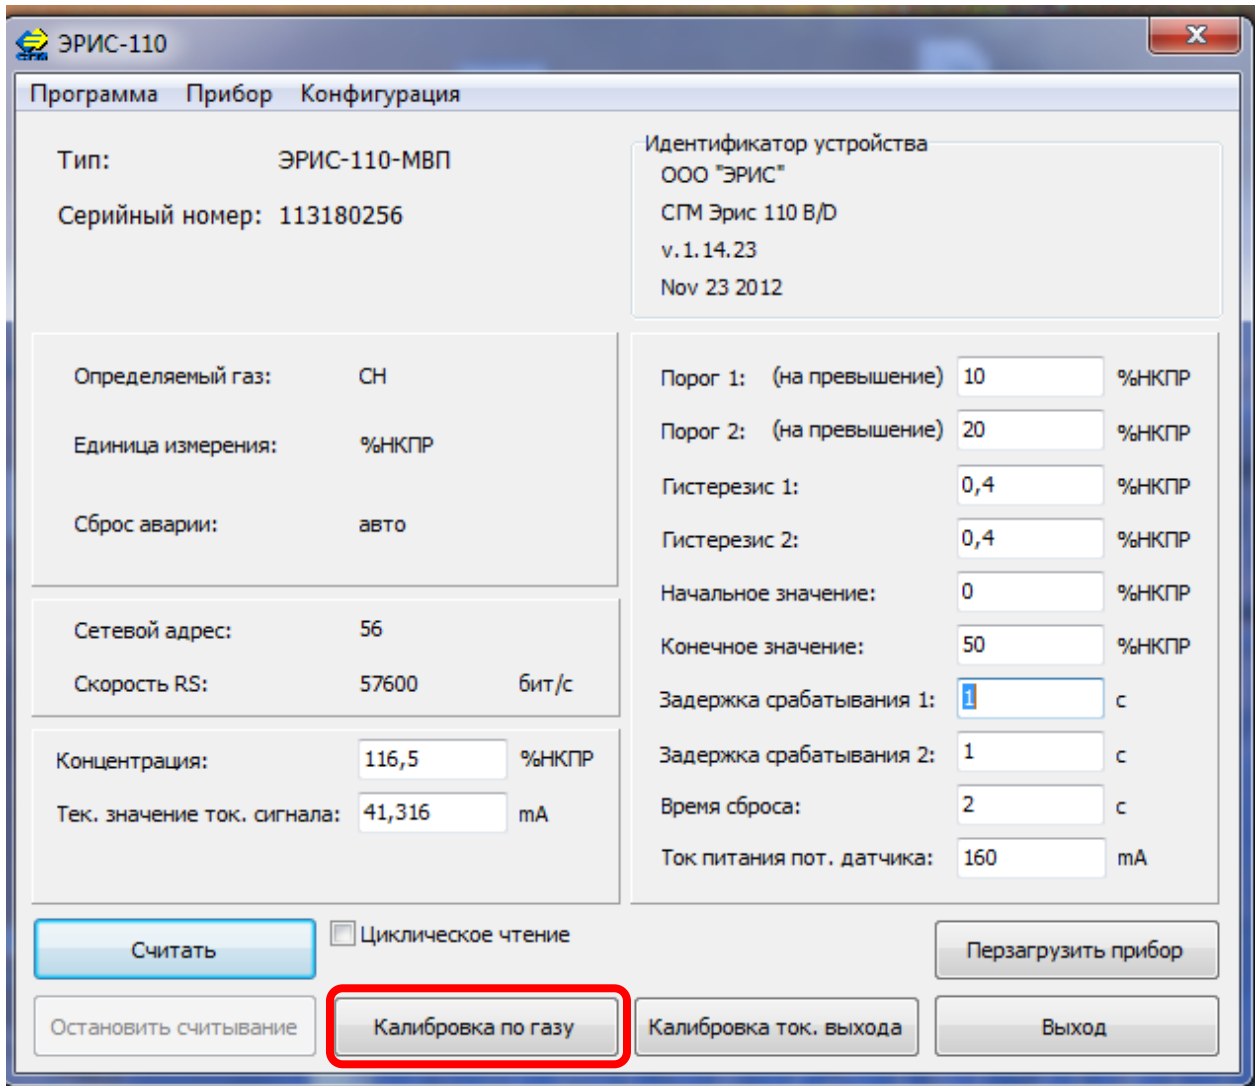 ЭРИС-110
Программа Прибор Конфигурация
Тип: ЭРИС-110-МВП
Серийный номер: 113180256
Идентификатор устройства
ООО "ЭРИС"
СГМ Эрис 110 B/D
v.1.14.23
Nov 23 2012
Определяемый газ: CH
Единица измерения: %НКПР
Сброс аварии: авто
Сетевой адрес: 56
Скорость RS: 57600 бит/с
Концентрация: 116,5 %НКПР
Тек. значение ток. сигнала: 41,316 mA
Порог 1: (на превышение) 10 %НКПР
Порог 2: (на превышение) 20 %НКПР
Гистерезис 1: 0,4 %НКПР
Гистерезис 2: 0,4 %НКПР
Начальное значение: 0 %НКПР
Конечное значение: 50 %НКПР
Задержка срабатывания 1: 1 с
Задержка срабатывания 2: 1 с
Время сброса: 2 с
Ток питания пот. датчика: 160 mA
Считать Циклическое чтение Перзагрузить прибор
Остановить считывание Калибровка по газу Калибровка ток. выхода Выход